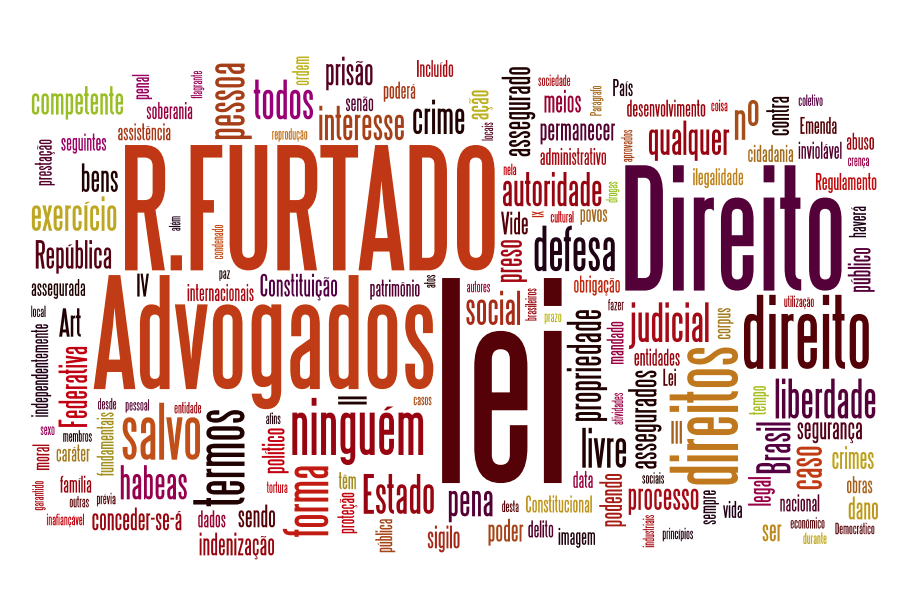 competente
penal
soberania
flagrante
pessoa
todos
ordem
prisão
senão
poderá
Incluído
interesse
crime
ação
locais
assegurado
sociedade
meios
Parágrafo
País
desenvolvimento
coisa
nº
contra
coletivo
Emenda
prestação
seguintes
assistência
reprodução
permanecer
administrativo
aprovados
qualquer
cidadania
inviolável
abuso
crença
bens
exercício
República
além
condenado
R.FURTADO
nela
autoridade
drogas
Vide
XX
cultural
povos
preso
defesa
ilegalidade
Regulamento
Direito
haverá
público
assegurada
IV
paz
internacionais
Constituição
patrimônio
atos
autores
social
brasileiros
prazo
obrigação
fazer
utilização
local
independentemente
Art
Federativa
Advogados
lei
propriedade
mandado
judicial
corpus
direito
entidades
Lei
sexo
moral
membros
caráter
desde
fundamentais
pessoal
entidade
salvo
termos
afins
político
II
ninguém
casos
livre
atividades
assegurados
III
direitos
tempo
liberdade
segurança
Brasil
caso
crimes
garantido
família
outras
prévia
habeas
tortura
forma
têm
proteção
Estado
pena
desta
Constitucional
data
podendo
sociais
processo
sempre
vida
legal
nacional
obras
dano
inafiançável
conceder-se-á
dados
sendo
indenização
pública
sigilo
poder
delito
imagem
industriais
princípios
ser
econômico
durante
Democrático